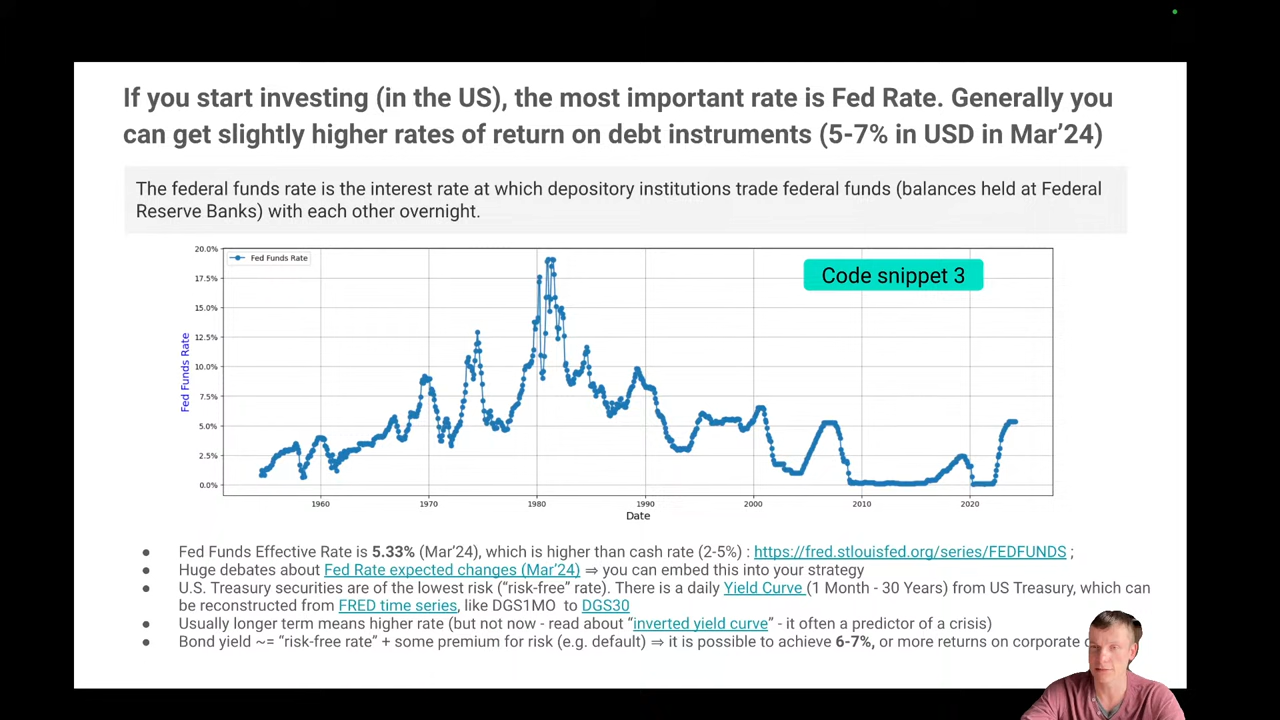 If you start investing (in the US), the most important rate is Fed Rate. Generally you
can get slightly higher rates of return on debt instruments (5-7% in USD in Mar’24)
The federal funds rate is the interest rate at which depository institutions trade federal funds (balances held at Federal
Reserve Banks) with each other overnight.
20.0%
Fed Funds Rate
Code snippet 3
17.5%
15.0%
12.5%
10.0%
7.5%
5.0%
2.5%
0.0%
Fed Funds Rate
1960 1970 1980 1990 2000 2010 2020
Date
● Fed Funds Effective Rate is 5.33% (Mar’24), which is higher than cash rate (2-5%) : https://fred.stlouisfed.org/series/FEDFUNDS ;
● Huge debates about Fed Rate expected changes (Mar’24) ⇒ you can embed this into your strategy
● U.S. Treasury securities are of the lowest risk (“risk-free” rate). There is a daily Yield Curve (1 Month - 30 Years) from US Treasury, which can
be reconstructed from FRED time series, like DGS1MO to DGS30
● Usually longer term means higher rate (but not now - read about “inverted yield curve” - it often a predictor of a crisis)
● Bond yield ~= “risk-free rate” + some premium for risk (e.g. default) ⇒ it is possible to achieve 6-7%, or more returns on corporate